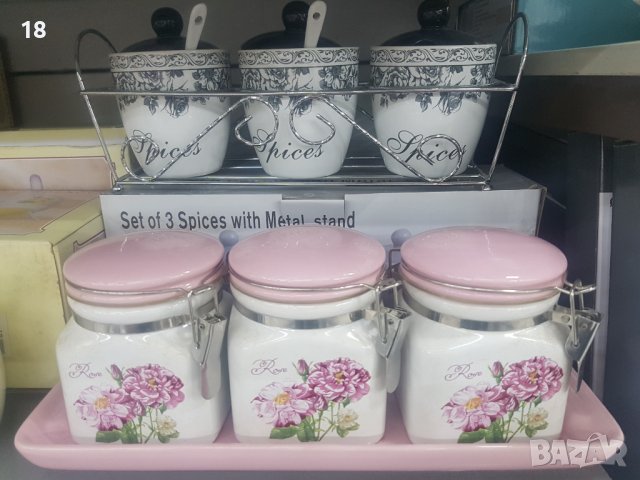 18
Spices Spices Spices
Set of 3 Spices with Metal stand
Rose Rose Rose
BAZAR